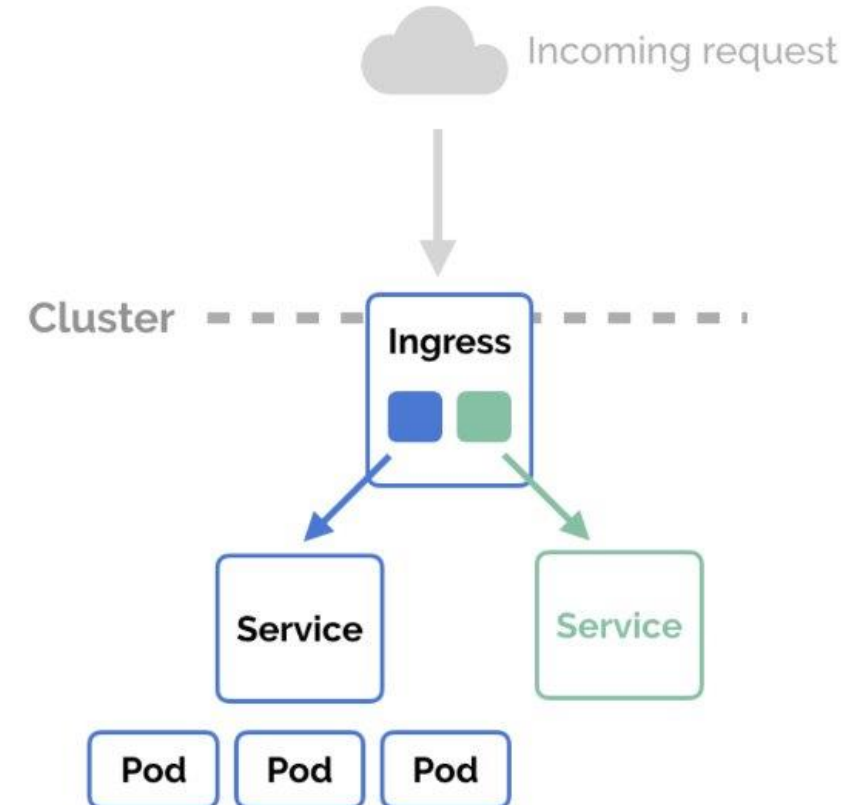 Incoming request
Cluster
Ingress
Service
Service
Pod
Pod
Pod